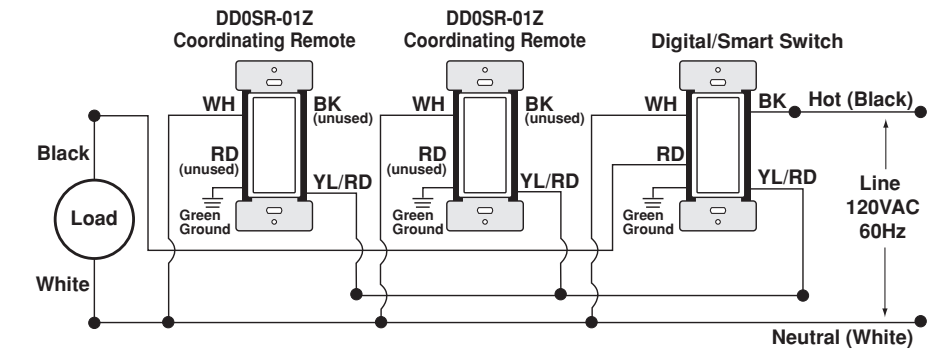 DD0SR-01Z
Coordinating Remote
DD0SR-01Z
Coordinating Remote
Digital/Smart Switch
WH
BK
(unused)
RD
(unused)
YL/RD
Green
Ground
WH
BK
(unused)
RD
(unused)
YL/RD
Green
Ground
WH
BK
Hot (Black)
RD
YL/RD
Green
Ground
Black
Load
White
Line
120VAC
60Hz
Neutral (White)